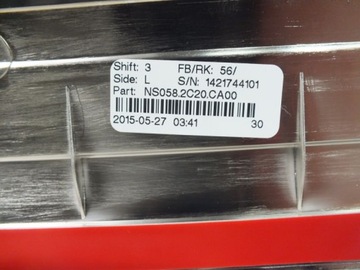 Shift: 3 FB/RK: 56/
Side: L S/N: 1421744101
Part: NS058.2C20.CA00
2015-05-27 03:41 30